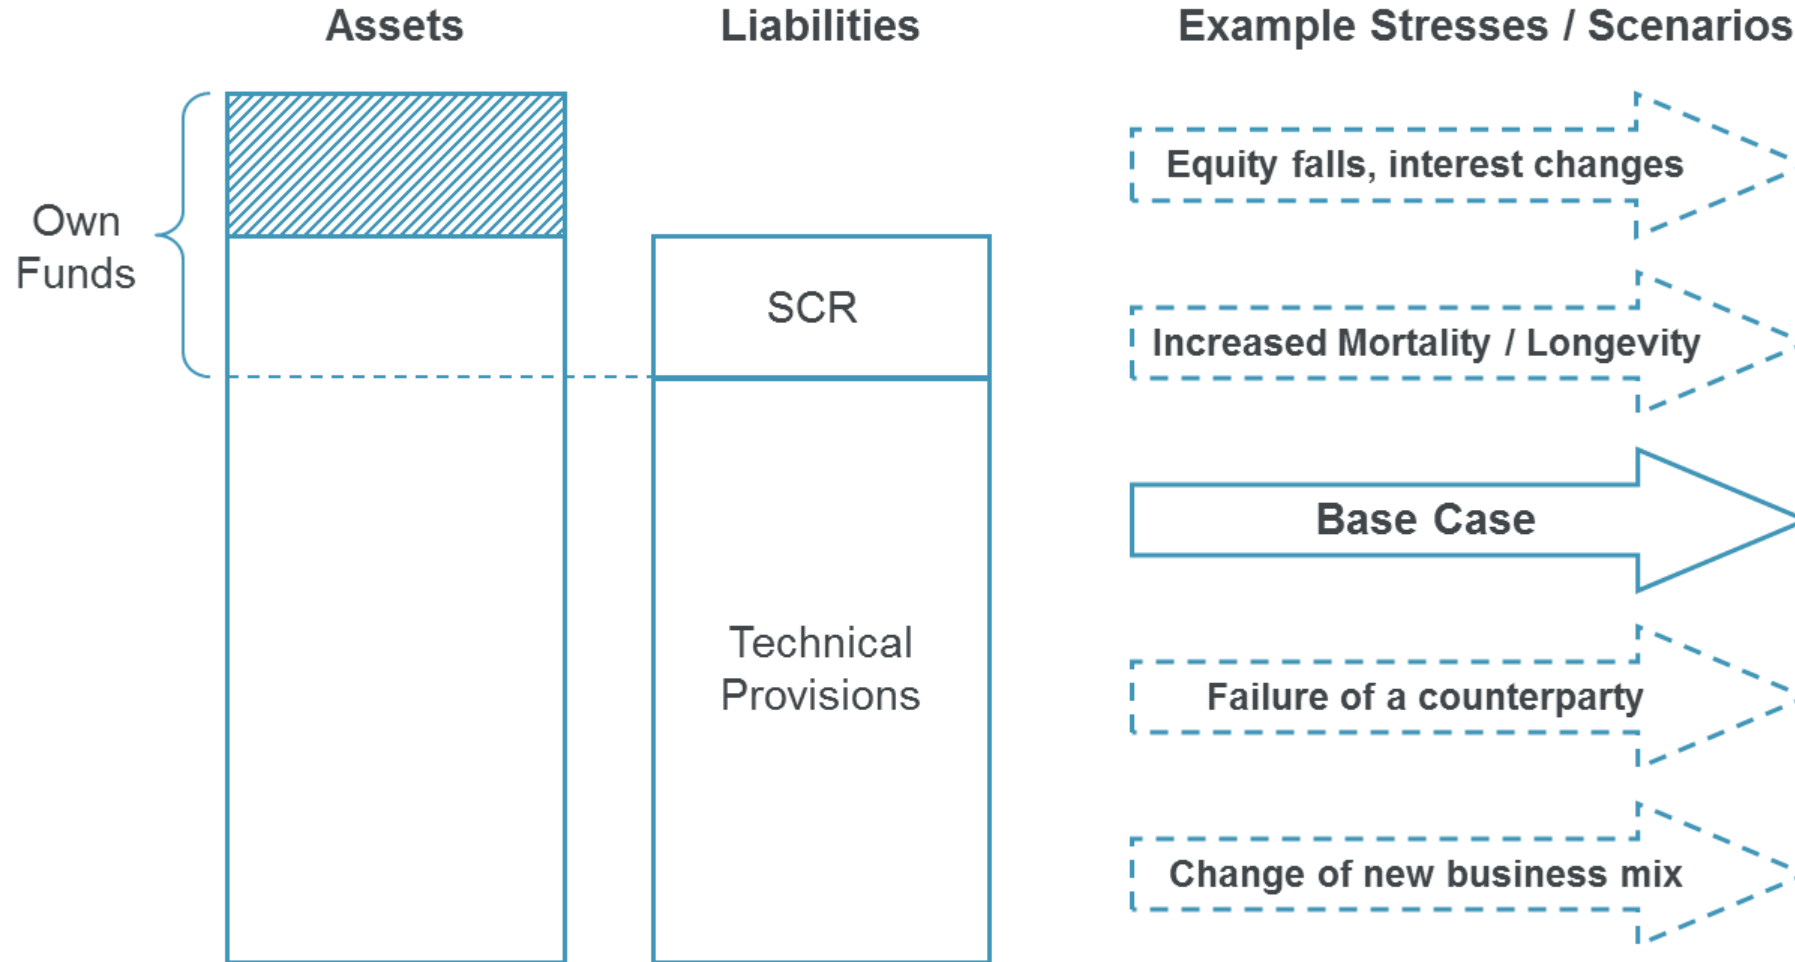 Assets
Liabilities
Example Stresses / Scenarios
Own
Funds
SCR
Technical
Provisions
Equity falls, interest changes
Increased Mortality / Longevity
Base Case
Failure of a counterparty
Change of new business mix